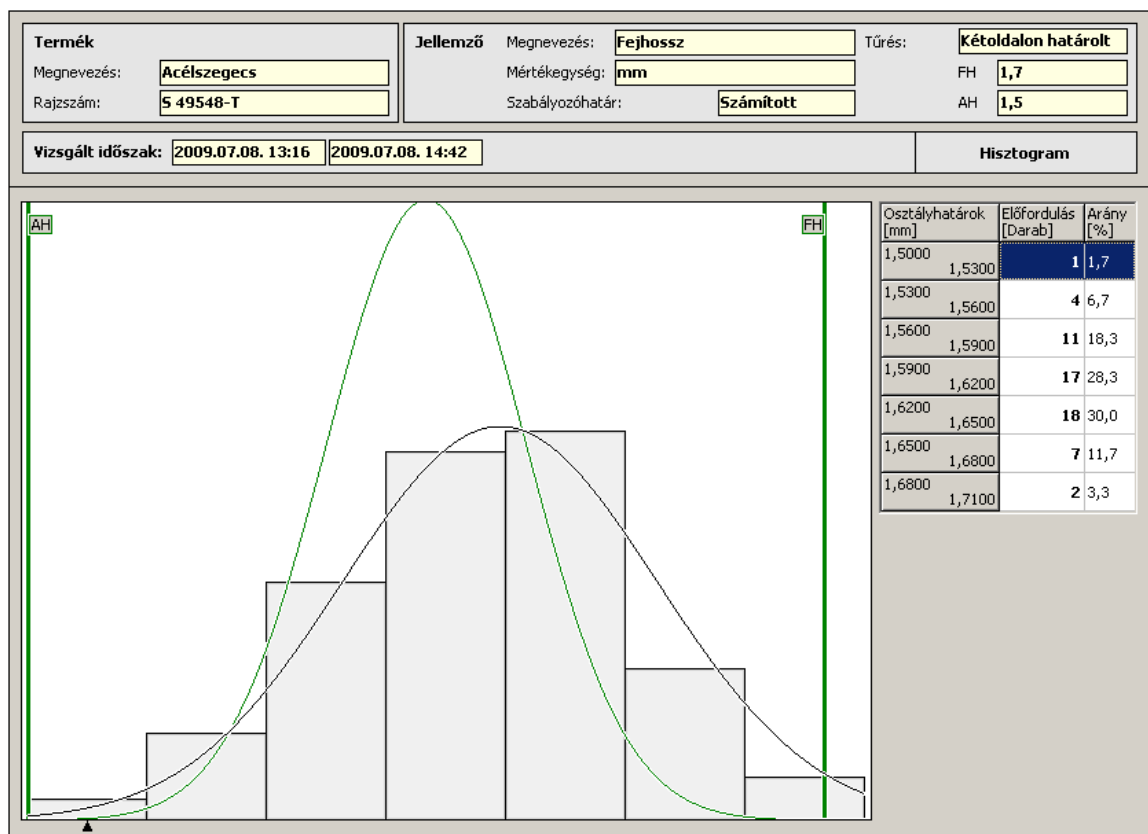 Termék
Megnevezés: Acélszegecs
Rajzszám: S 49548-T
Jellemző Megnevezés: Fejhossz
Mértékegység: mm
Szabályozóhatár: Számított
Tűrés: Kétoldalon határolt
FH 1,7
AH 1,5
Vizsgált időszak: 2009.07.08. 13:16 2009.07.08. 14:42
Hisztogram
AH
FH
Osztályhatárok [mm] Előfordulás [Darab] Arány [%]
1,5000 1,5300 1 1,7
1,5300 1,5600 4 6,7
1,5600 1,5900 11 18,3
1,5900 1,6200 17 28,3
1,6200 1,6500 18 30,0
1,6500 1,6800 7 11,7
1,6800 1,7100 2 3,3